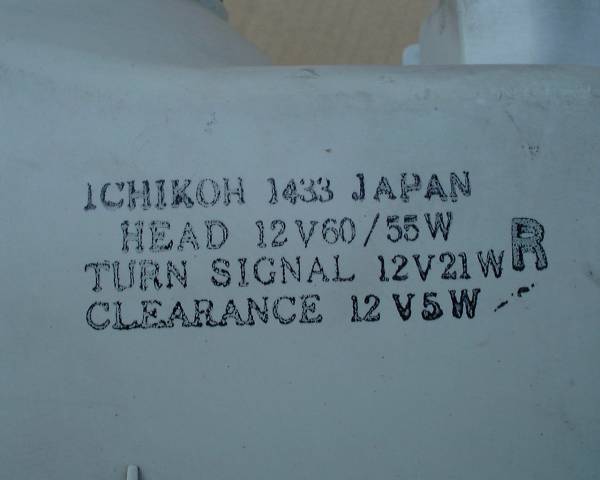 ICHIKOH 1433 JAPAN
HEAD 12V60/55W
TURN SIGNAL 12V21W R
CLEARANCE 12V5W